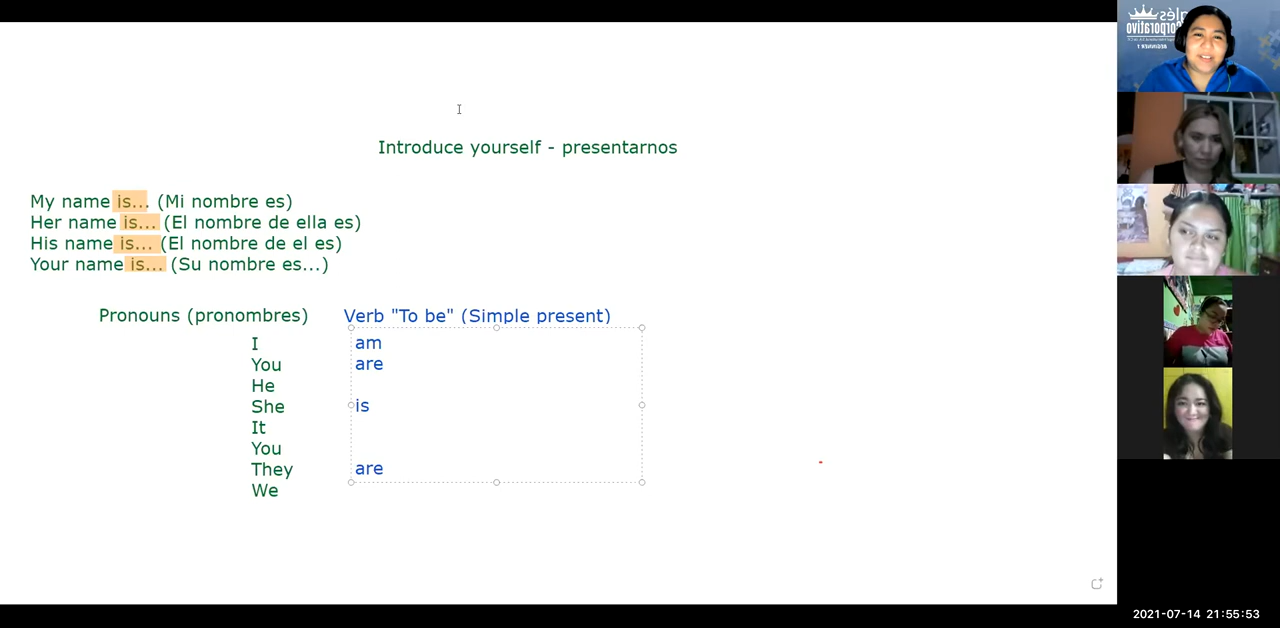 Introduce yourself - presentarnos
My name is... (Mi nombre es)
Her name is... (El nombre de ella es)
His name is... (El nombre de el es)
Your name is... (Su nombre es...)
Pronouns (pronombres) Verb "To be" (Simple present)
I am
You are
He
She is
It
You
They are
We
2021-07-14 21:55:53